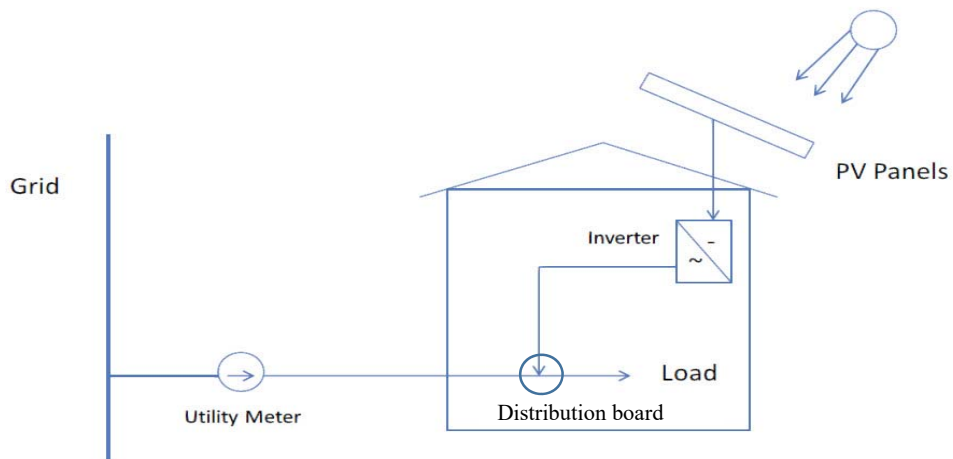 Grid
PV Panels
Inverter
-
~
Load
Utility Meter
Distribution board